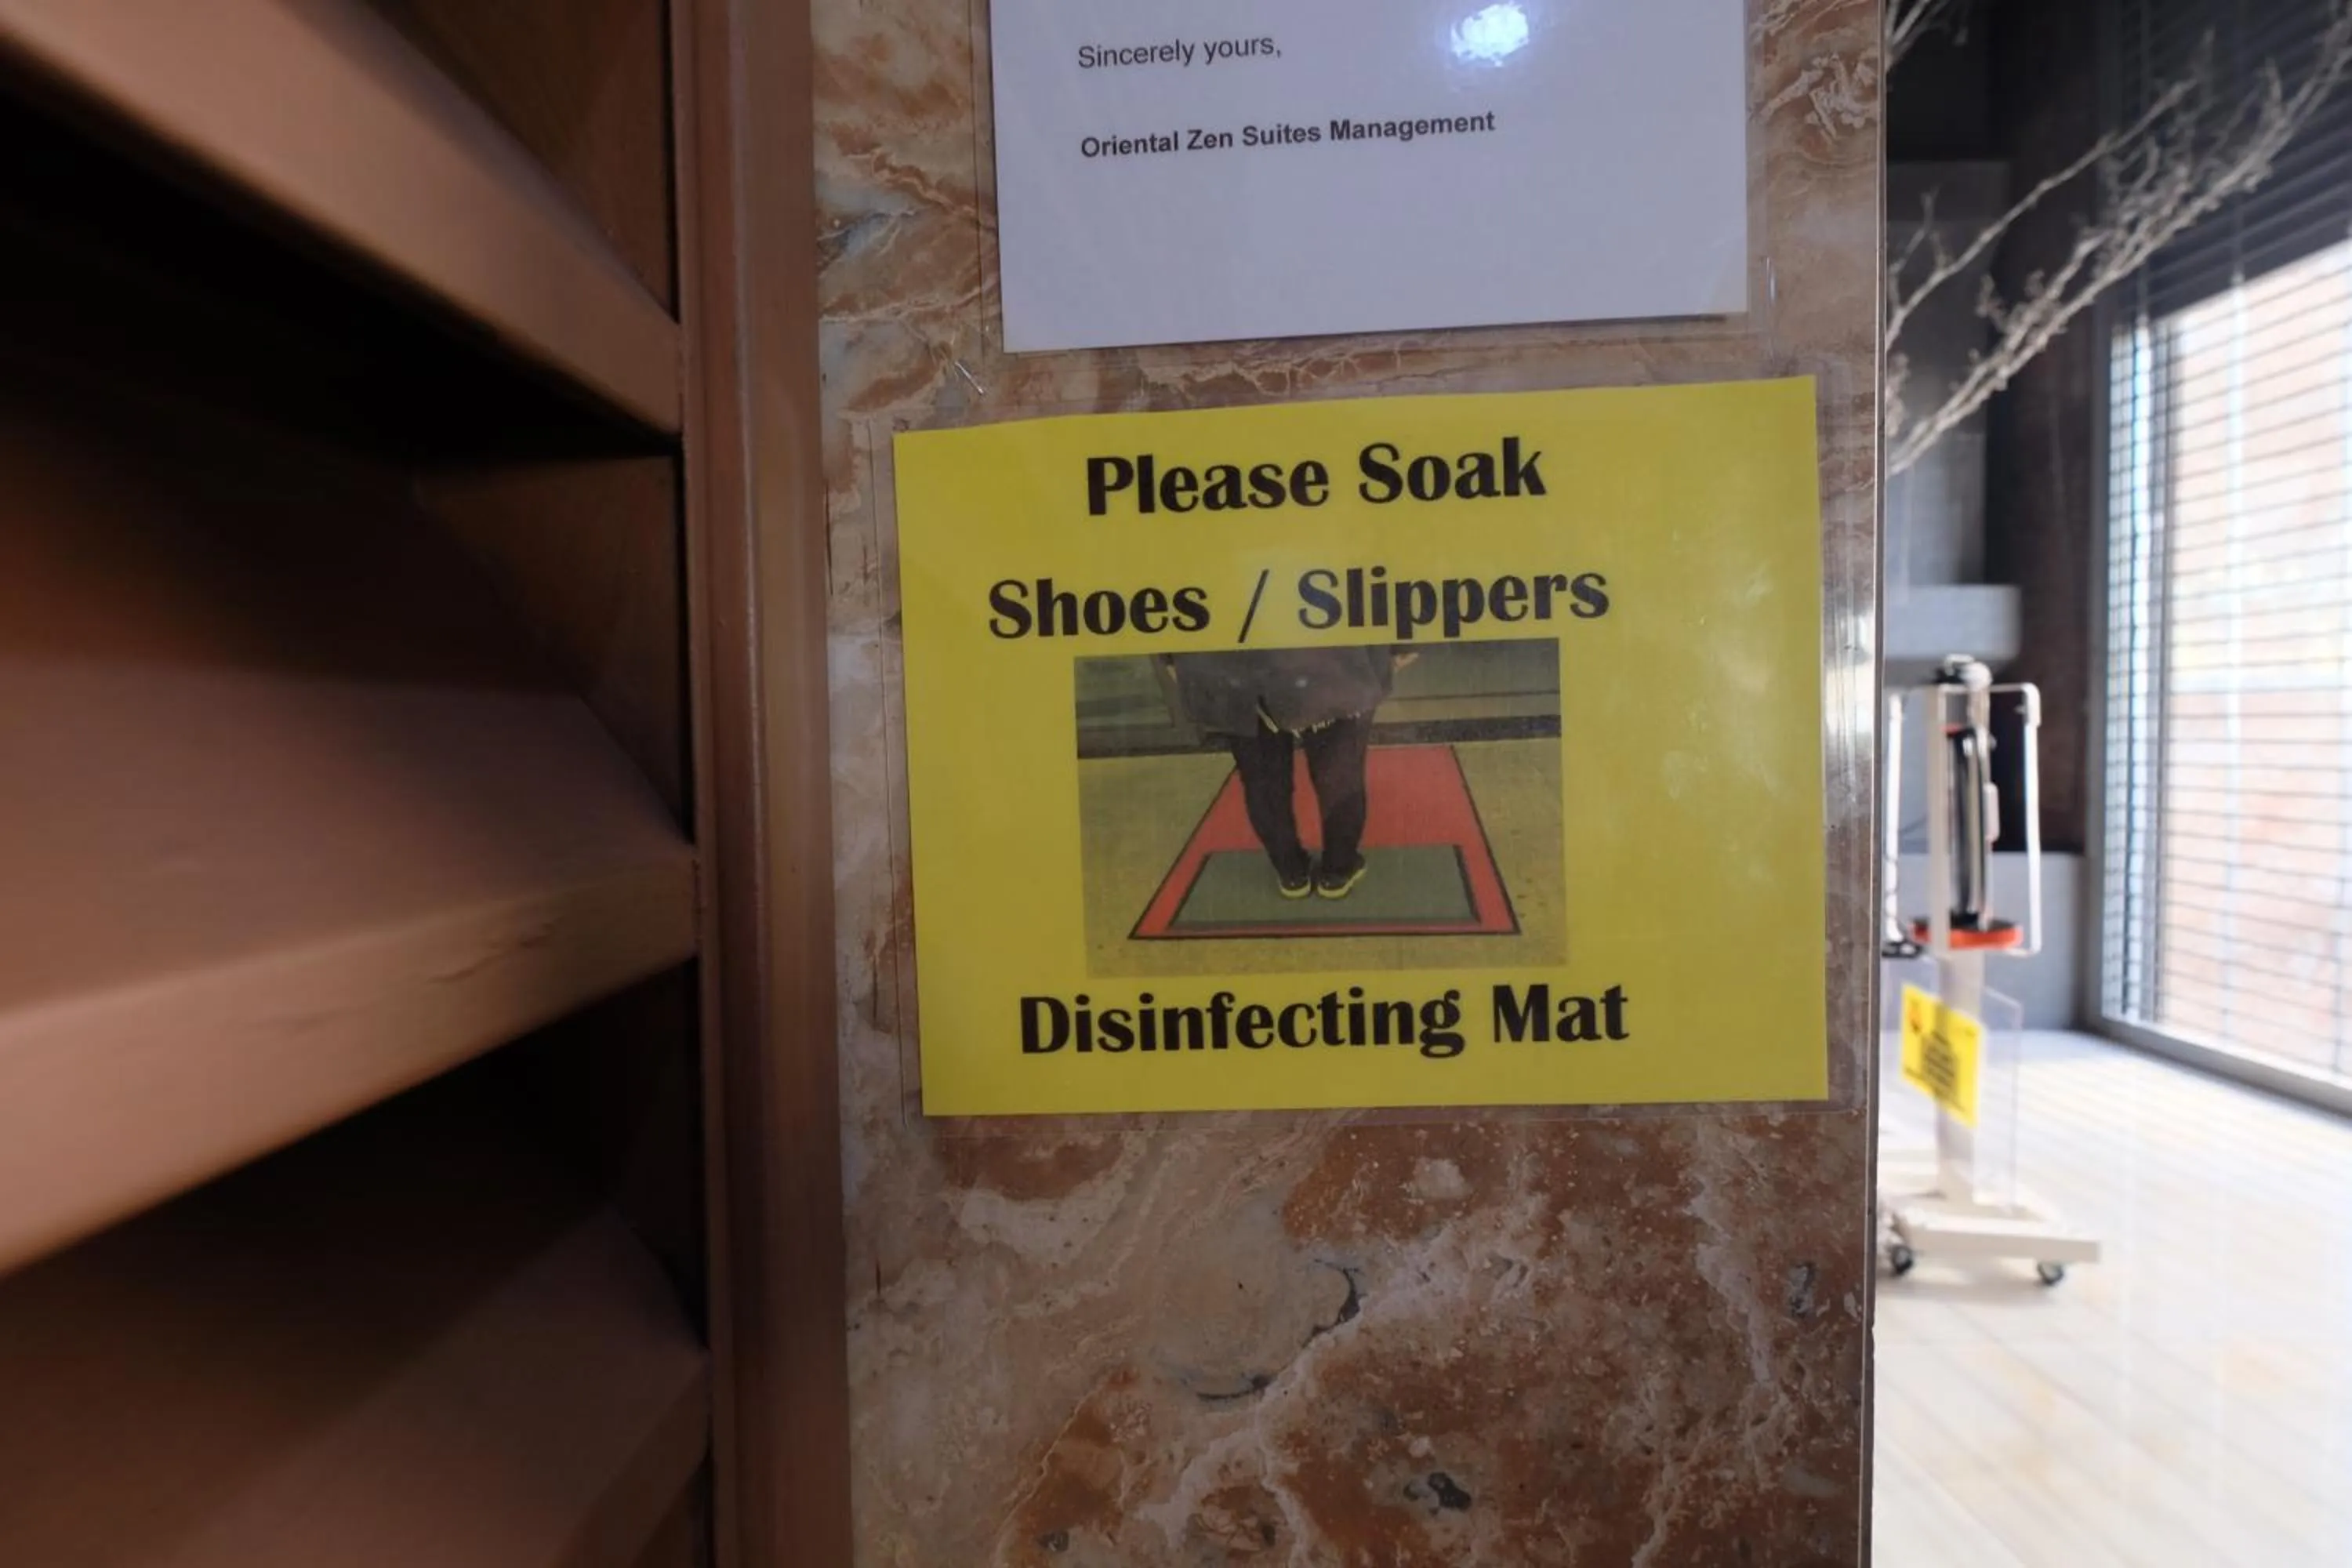 Sincerely yours,
Oriental Zen Suites Management
Please Soak
Shoes / Slippers
Disinfecting Mat